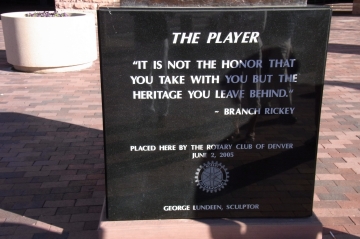 THE PLAYER
"IT IS NOT THE HONOR THAT
YOU TAKE WITH YOU BUT THE
HERITAGE YOU LEAVE BEHIND."
- BRANCH RICKEY
PLACED HERE BY THE ROTARY CLUB OF DENVER
JUNE 2, 2005
GEORGE LUNDEEN, SCULPTOR